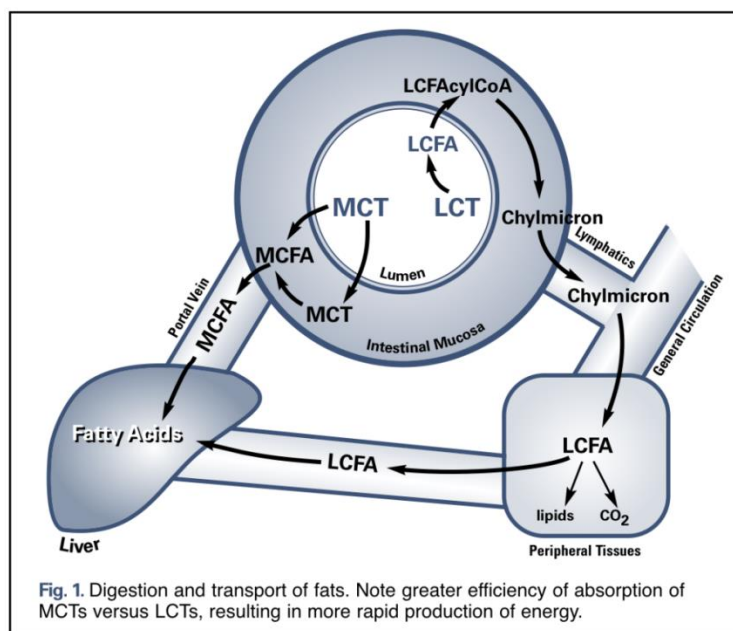 LCFAcylCoA
LCFA
MCT
LCT
Chylmicron
Lymphatics
MCFA
Lumen
Chylmicron
Portal Vein
MCT
General Circulation
MCFA
Intestinal Mucosa
Fatty Acids
LCFA
LCFA
lipids
CO₂
Liver
Peripheral Tissues
Fig. 1. Digestion and transport of fats. Note greater efficiency of absorption of
MCTs versus LCTs, resulting in more rapid production of energy.